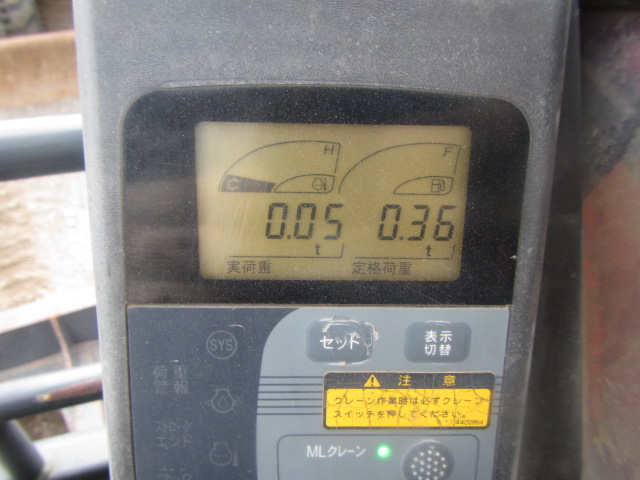 H
F
C
0.05
0.36
t
t
実荷重
定格荷重
セット
表示
切替
SYS
荷重
警報
注意
クレーン作業時は必ずクレーン
スイッチを押してください。
4420954
ストローク
エンド
MLクレーン